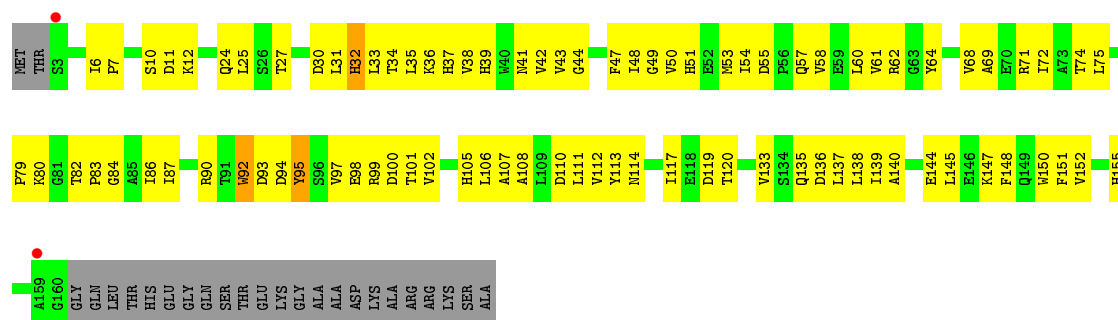 MET THR S3 I6 P7 S10 D11 K12 Q24 L25 S26 T27 D30 L31 H32 L33 T34 L35 K36 H37 V38 H39 W40 N41 V42 V43 G44 F47 I48 G49 V50 H51 E52 M53 I54 D55 P56 Q57 V58 E59 L60 V61 R62 G63 Y64 V68 A69 E70 R71 I72 A73 T74 L75
P79 K80 G81 T82 P83 G84 A85 I86 I87 R90 T91 W92 D93 D94 Y95 S96 V97 E98 R99 D100 T101 V102 H105 L106 A107 A108 L109 D110 L111 V112 Y113 N114 I117 E118 D119 T120 V133 S134 Q135 D136 L137 L138 I139 A140 E144 L145 E146 K147 F148 Q149 W150 F151 V152 H155
A159 G160 GLY GLN LEU THR HIS GLU GLY GLN SER THR GLU LYS GLY ALA ALA ASP LYS ALA ARG ARG LYS SER ALA